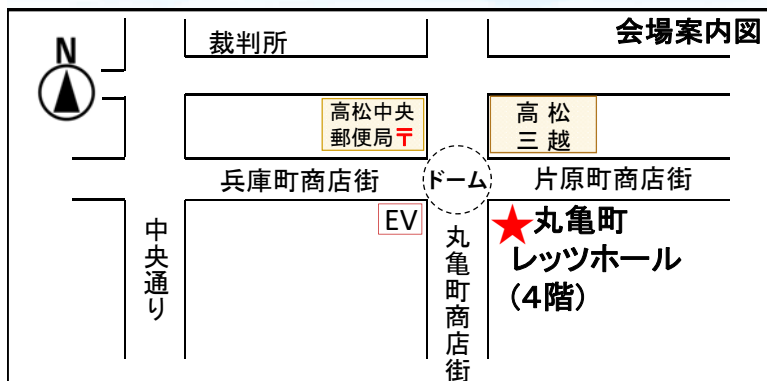 会場案内図
N
裁判所
高松中央
郵便局〒
高松
三越
兵庫町商店街
ドーム
片原町商店街
EV
★丸亀町
レッツホール
(4階)
中央通り
丸亀町商店街